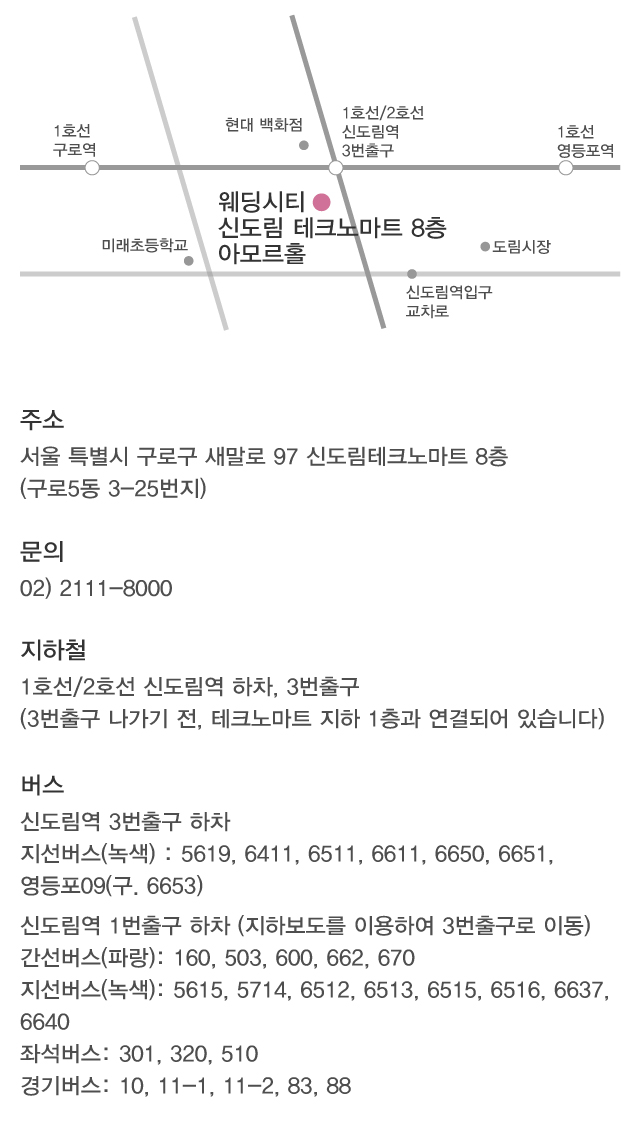 1호선
구로역
현대 백화점
1호선/2호선
신도림역
3번출구
1호선
영등포역
웨딩시티
신도림 테크노마트 8층
아모르홀
미래초등학교
도림시장
신도림역입구
교차로
주소
서울 특별시 구로구 새말로 97 신도림테크노마트 8층
(구로5동 3-25번지)
문의
02) 2111-8000
지하철
1호선/2호선 신도림역 하차, 3번출구
(3번출구 나가기 전, 테크노마트 지하 1층과 연결되어 있습니다)
버스
신도림역 3번출구 하차
지선버스(녹색) : 5619, 6411, 6511, 6611, 6650, 6651,
영등포09(구. 6653)
신도림역 1번출구 하차 (지하보도를 이용하여 3번출구로 이동)
간선버스(파랑): 160, 503, 600, 662, 670
지선버스(녹색): 5615, 5714, 6512, 6513, 6515, 6516, 6637,
6640
좌석버스: 301, 320, 510
경기버스: 10, 11-1, 11-2, 83, 88